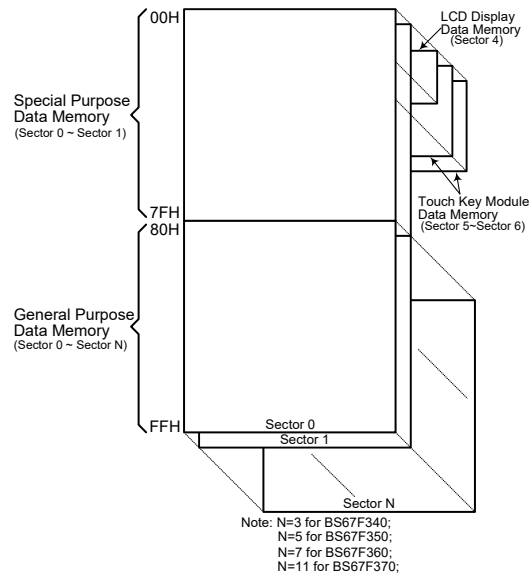 00H
LCD Display
Data Memory
(Sector 4)
Special Purpose
Data Memory
(Sector 0 ~ Sector 1)
7FH
Touch Key Module
Data Memory
(Sector 5~Sector 6)
80H
General Purpose
Data Memory
(Sector 0 ~ Sector N)
FFH
Sector 0
Sector 1
Sector N
Note: N=3 for BS67F340;
N=5 for BS67F350;
N=7 for BS67F360;
N=11 for BS67F370;